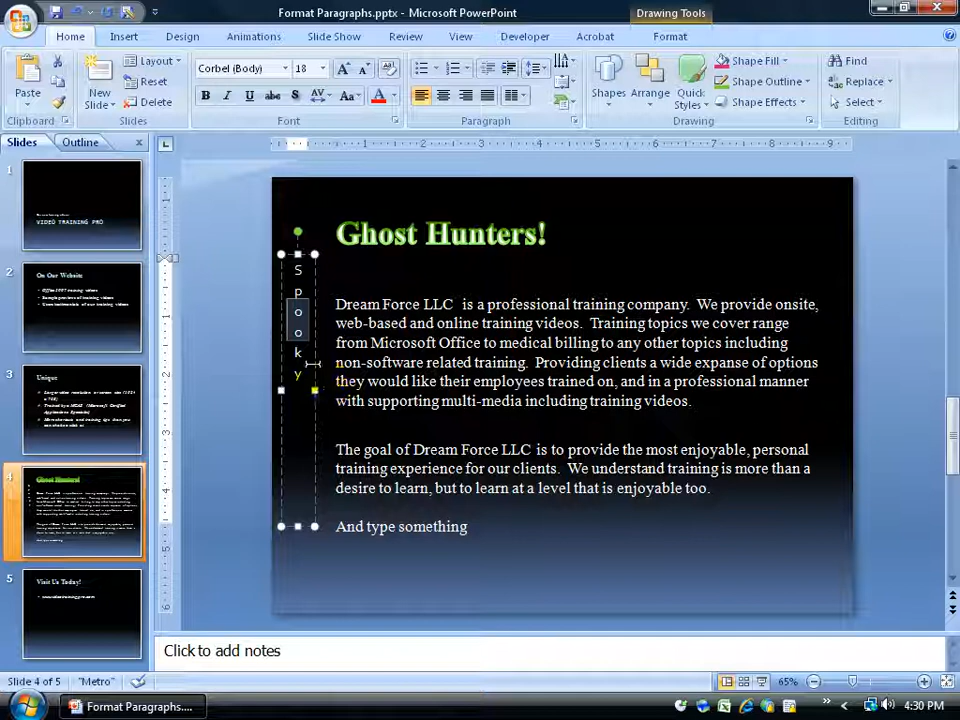 Format Paragraphs.pptx - Microsoft PowerPoint
Drawing Tools
Home Insert Design Animations Slide Show Review View Developer Acrobat Format
Paste
New
Slide
Layout
Reset
Delete
Corbel (Body) 18
B I U abc S AV Aa A
Shapes
Arrange
Quick
Styles
Shape Fill
Shape Outline
Shape Effects
Find
Replace
Select
Clipboard Slides Font Paragraph Drawing Editing
Slides Outline
1
VIDEO TRAINING PRO
2
On Our Website
3
Unique
4
Ghost Hunters!
5
Visit Us Today!
Ghost Hunters!
S
p
o
o
k
y
Dream Force LLC is a professional training company. We provide onsite,
web-based and online training videos. Training topics we cover range
from Microsoft Office to medical billing to any other topics including
non-software related training. Providing clients a wide expanse of options
they would like their employees trained on, and in a professional manner
with supporting multi-media including training videos.
The goal of Dream Force LLC is to provide the most enjoyable, personal
training experience for our clients. We understand training is more than a
desire to learn, but to learn at a level that is enjoyable too.
And type something
Click to add notes
Slide 4 of 5 "Metro" 65%
Format Paragraphs.... 4:30 PM